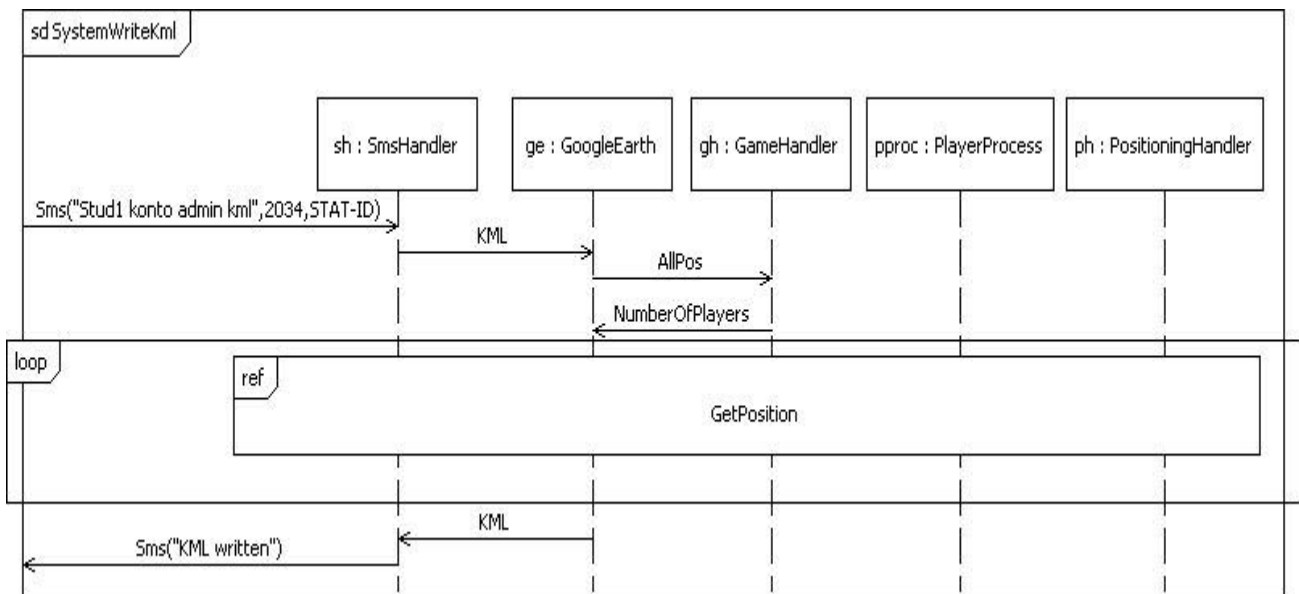 sd SystemWriteKml
sh : SmsHandler
ge : GoogleEarth
gh : GameHandler
pproc : PlayerProcess
ph : PositioningHandler
Sms("Stud1 konto admin kml",2034,STAT-ID)
KML
AllPos
NumberOfPlayers
loop
ref
GetPosition
KML
Sms("KML written")